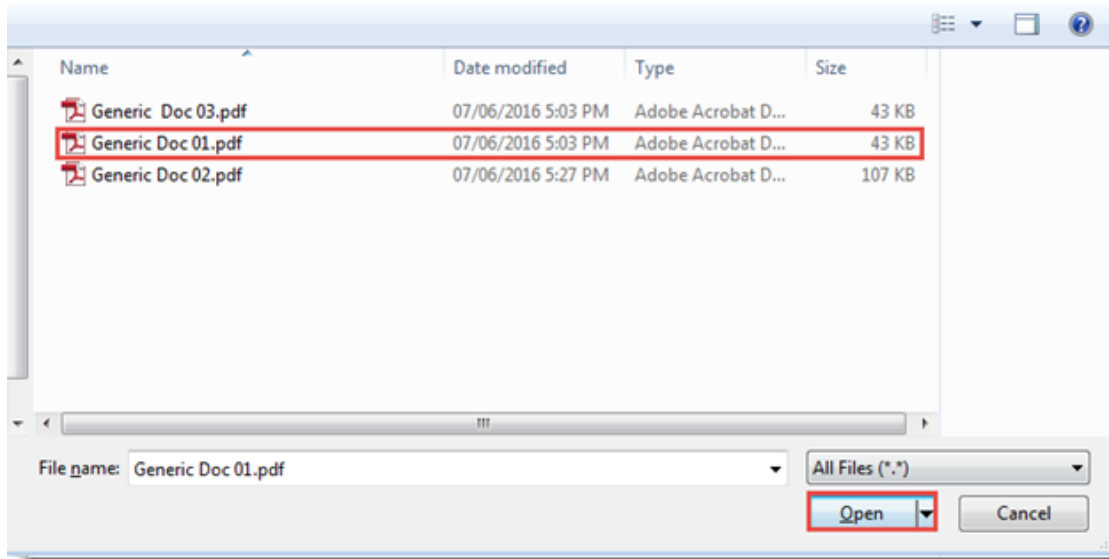 Name Date modified Type Size
Generic  Doc 03.pdf 07/06/2016 5:03 PM Adobe Acrobat D... 43 KB
Generic Doc 01.pdf 07/06/2016 5:03 PM Adobe Acrobat D... 43 KB
Generic Doc 02.pdf 07/06/2016 5:27 PM Adobe Acrobat D... 107 KB
File name: Generic Doc 01.pdf All Files (*.*)
Open Cancel